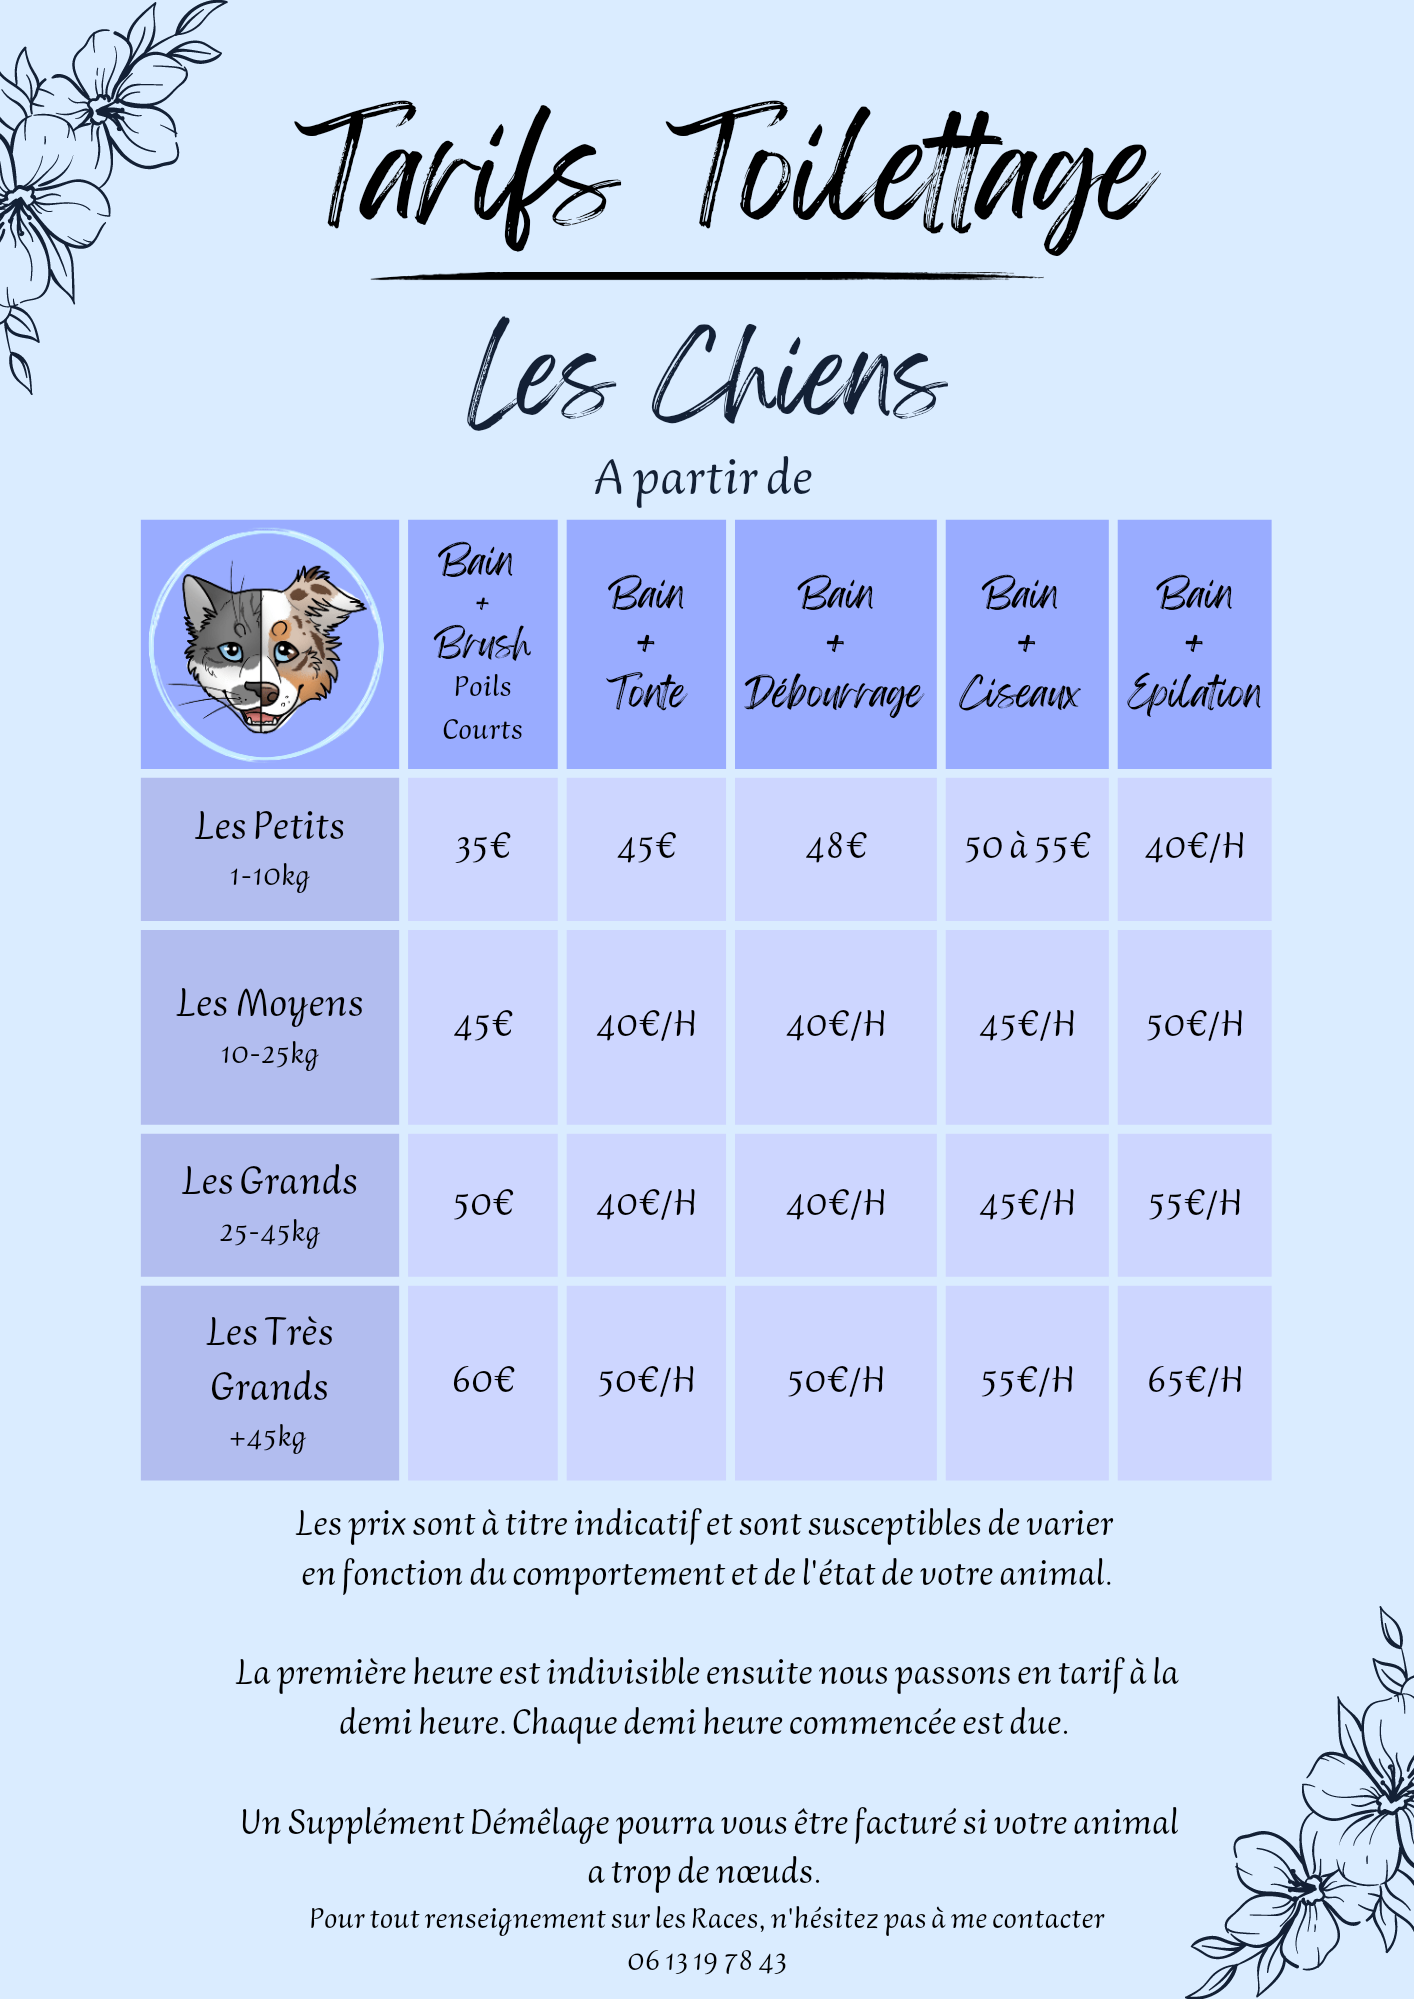 Tarifs Toilettage
Les Chiens
A partir de
Bain
+
Brush
Poils
Courts
Bain
+
Tonte
Bain
+
Débourrage
Bain
+
Ciseaux
Bain
+
Epilation
Les Petits
1-10kg
35€
45€
48€
50 à 55€
40€/H
Les Moyens
10-25kg
45€
40€/H
40€/H
45€/H
50€/H
Les Grands
25-45kg
50€
40€/H
40€/H
45€/H
55€/H
Les Très
Grands
+45kg
60€
50€/H
50€/H
55€/H
65€/H
Les prix sont à titre indicatif et sont susceptibles de varier
en fonction du comportement et de l'état de votre animal.
La première heure est indivisible ensuite nous passons en tarif à la
demi heure. Chaque demi heure commencée est due.
Un Supplément Démêlage pourra vous être facturé si votre animal
a trop de nœuds.
Pour tout renseignement sur les Races, n'hésitez pas à me contacter
06 13 19 78 43